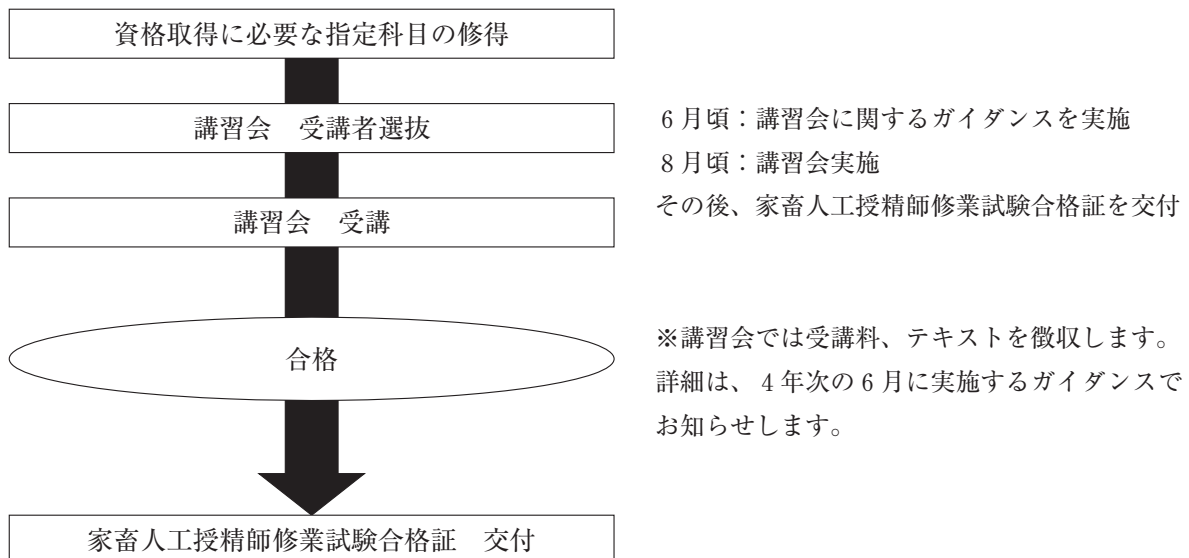 資格取得に必要な指定科目の修得
講習会　受講者選抜
講習会　受講
合格
家畜人工授精師修業試験合格証　交付
6月頃：講習会に関するガイダンスを実施
8月頃：講習会実施
その後、家畜人工授精師修業試験合格証を交付
※講習会では受講料、テキストを徴収します。
詳細は、4年次の6月に実施するガイダンスで
お知らせします。